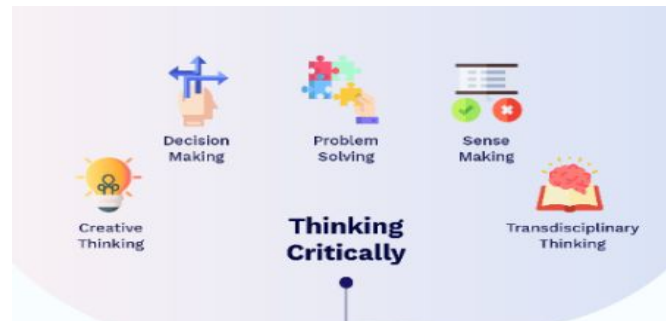 Decision
Making
Problem
Solving
Sense
Making
Creative
Thinking
Thinking
Critically
Transdisciplinary
Thinking